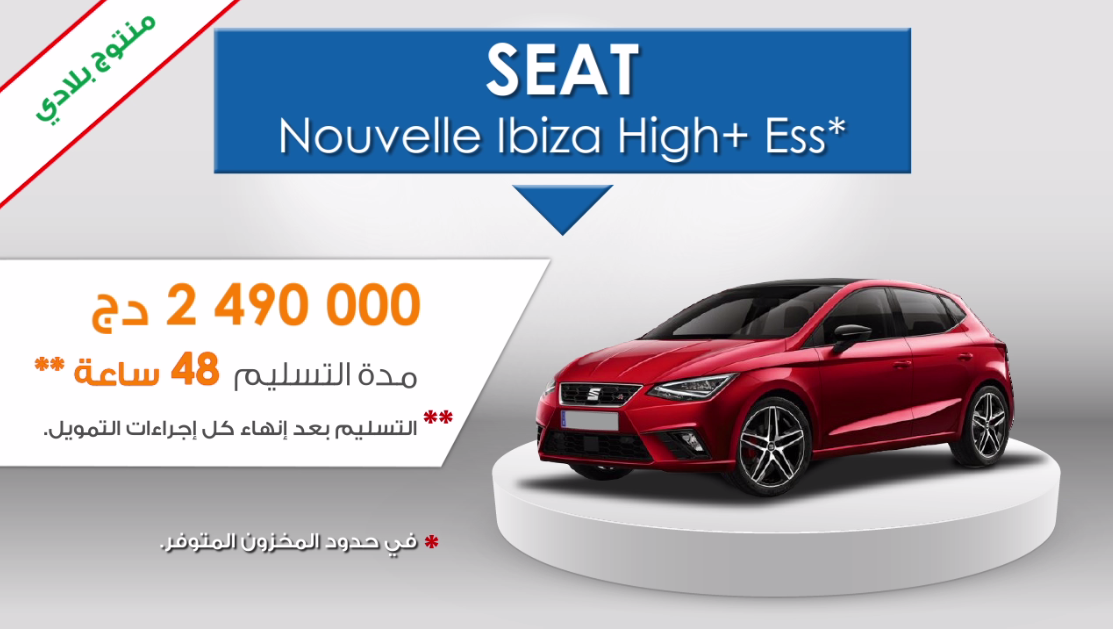 منتوج بلادي
SEAT
Nouvelle Ibiza High+ Ess*
2 490 000 دج
مدة التسليم 48 ساعة **
** التسليم بعد إنهاء كل إجراءات التمويل.
* في حدود المخزون المتوفر.